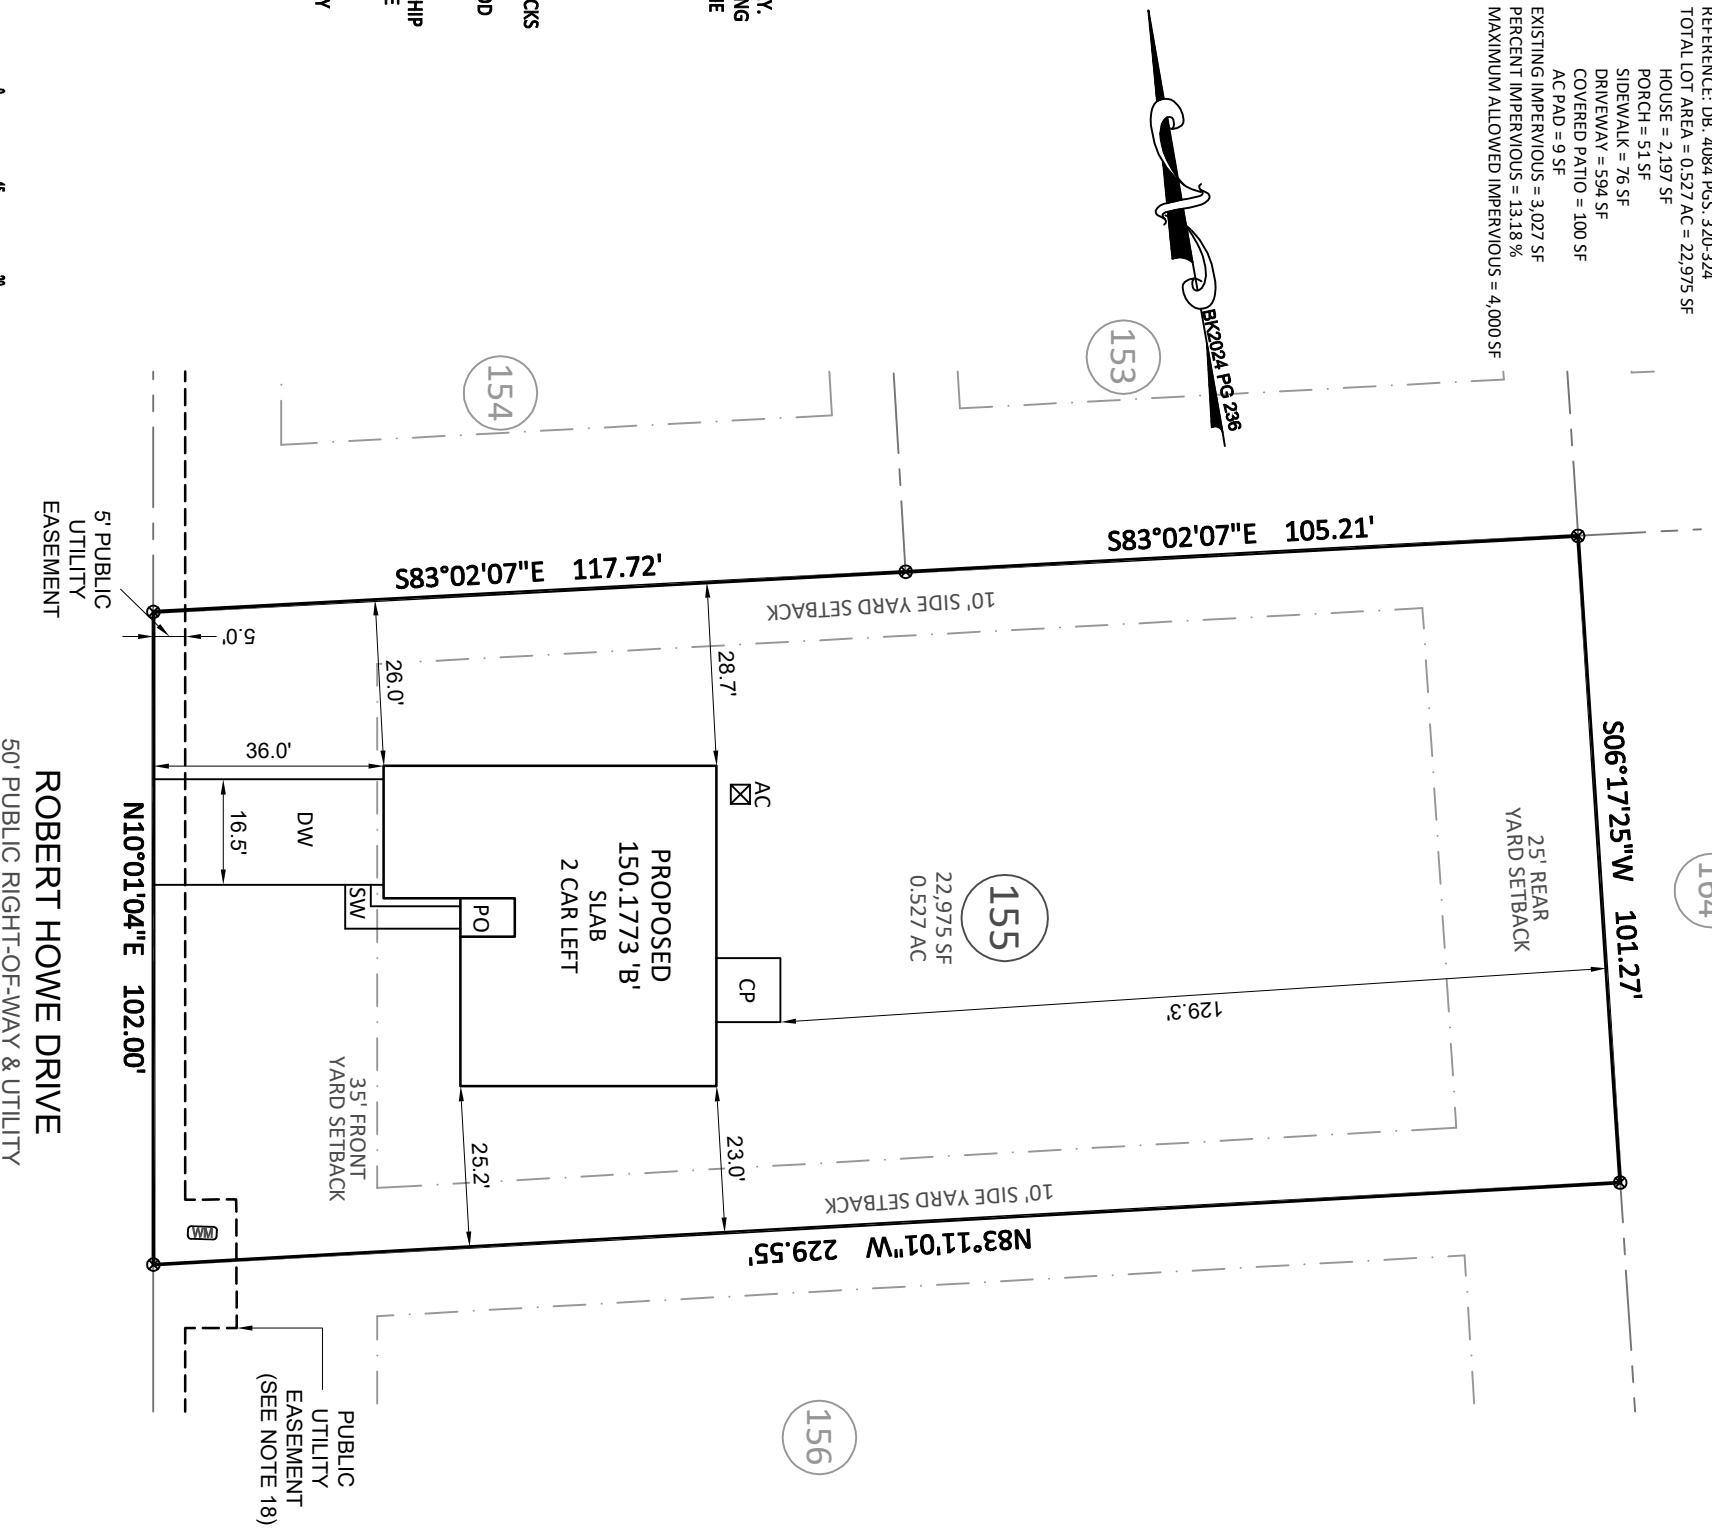 REFERENCE: DB. 4084 PGS. 320-324
TOTAL LOT AREA = 0.527 AC = 22,975 SF
HOUSE = 2,197 SF
PORCH = 51 SF
SIDEWALK = 76 SF
DRIVEWAY = 594 SF
COVERED PATIO = 100 SF
AC PAD = 9 SF
EXISTING IMPERVIOUS = 3,027 SF
PERCENT IMPERVIOUS = 13.18 %
MAXIMUM ALLOWED IMPERVIOUS = 4,000 SF
BK2024 PG 236
153
154
164
S06°17'25"W 101.27'
25' REAR
YARD SETBACK
S83°02'07"E 105.21'
S83°02'07"E 117.72'
10' SIDE YARD SETBACK
155
22,975 SF
0.527 AC
129.3'
AC
CP
28.7'
23.0'
PROPOSED
150.1773 'B'
SLAB
2 CAR LEFT
PO
SW
26.0'
25.2'
36.0'
DW
16.5'
35' FRONT
YARD SETBACK
10' SIDE YARD SETBACK
N83°11'01"W 229.55'
156
WM
5.0'
5' PUBLIC
UTILITY
EASEMENT
PUBLIC
UTILITY
EASEMENT
(SEE NOTE 18)
N10°01'04"E 102.00'
ROBERT HOWE DRIVE
50' PUBLIC RIGHT-OF-WAY & UTILITY